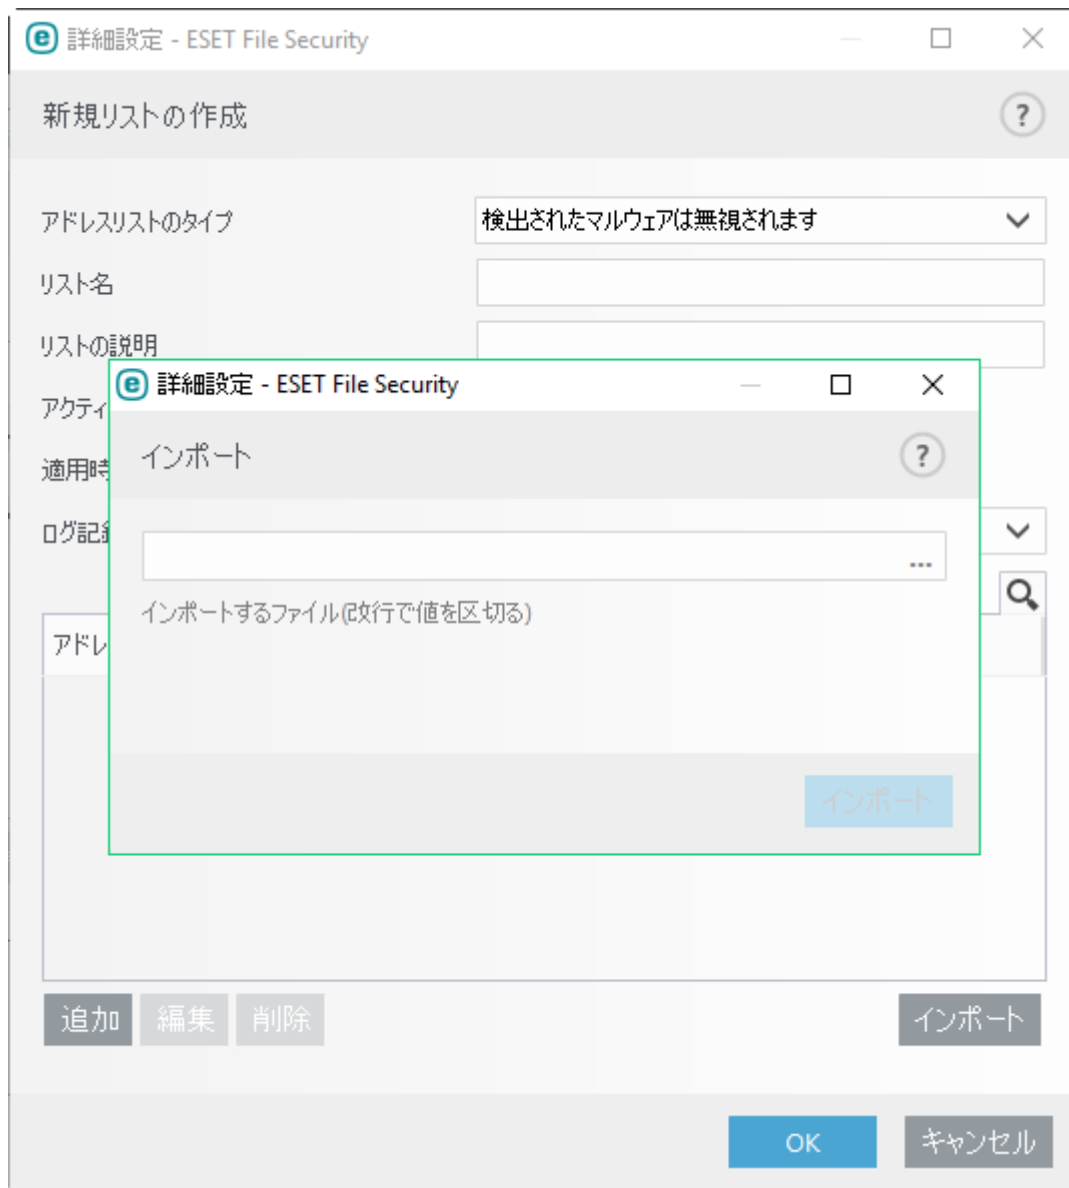 詳細設定 - ESET File Security
新規リストの作成
?
アドレスリストのタイプ
検出されたマルウェアは無視されます
リスト名
リストの説明
アクティ
適用時
ログ記録
アドレ
詳細設定 - ESET File Security
インポート
?
...
インポートするファイル(改行で値を区切る)
インポート
追加 編集 削除 インポート
OK キャンセル